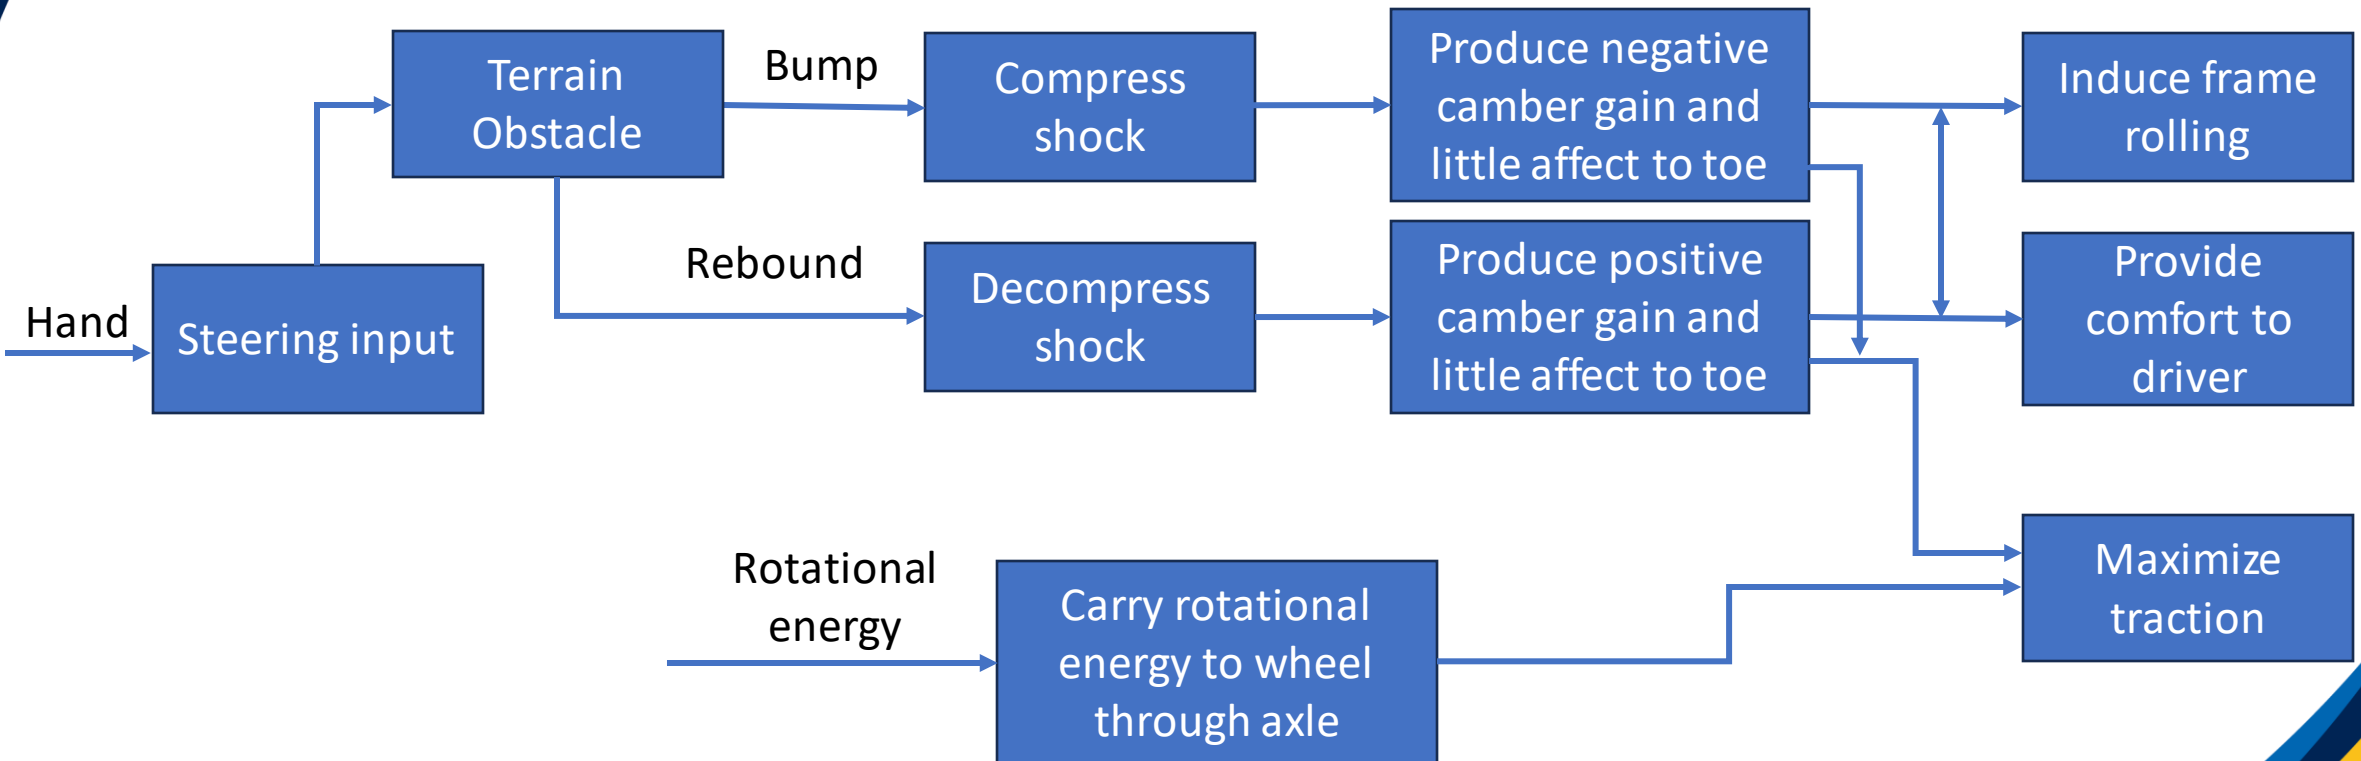 Terrain
Obstacle
Bump
Compress
shock
Produce negative
camber gain and
little affect to toe
Induce frame
rolling
Hand
Steering input
Rebound
Decompress
shock
Produce positive
camber gain and
little affect to toe
Provide
comfort to
driver
Rotational
energy
Carry rotational
energy to wheel
through axle
Maximize
traction